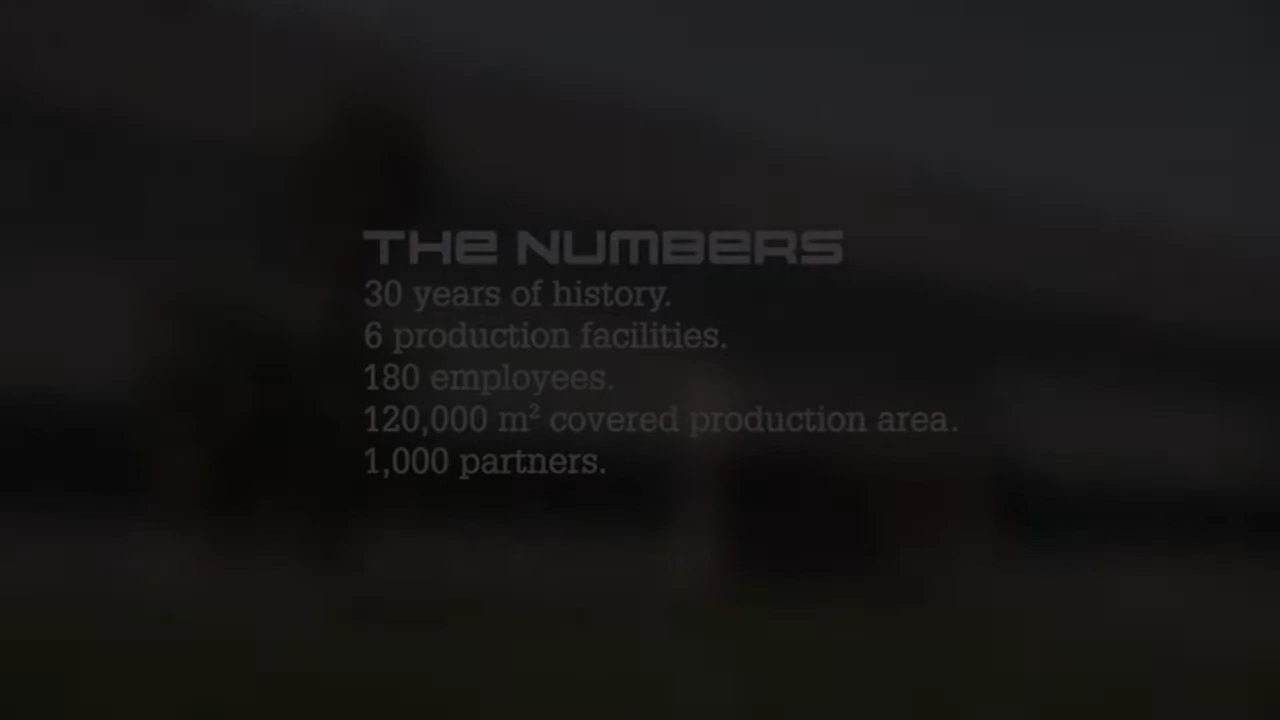 THE NUMBERS
30 years of history.
6 production facilities.
180 employees.
120,000 m² covered production area.
1,000 partners.